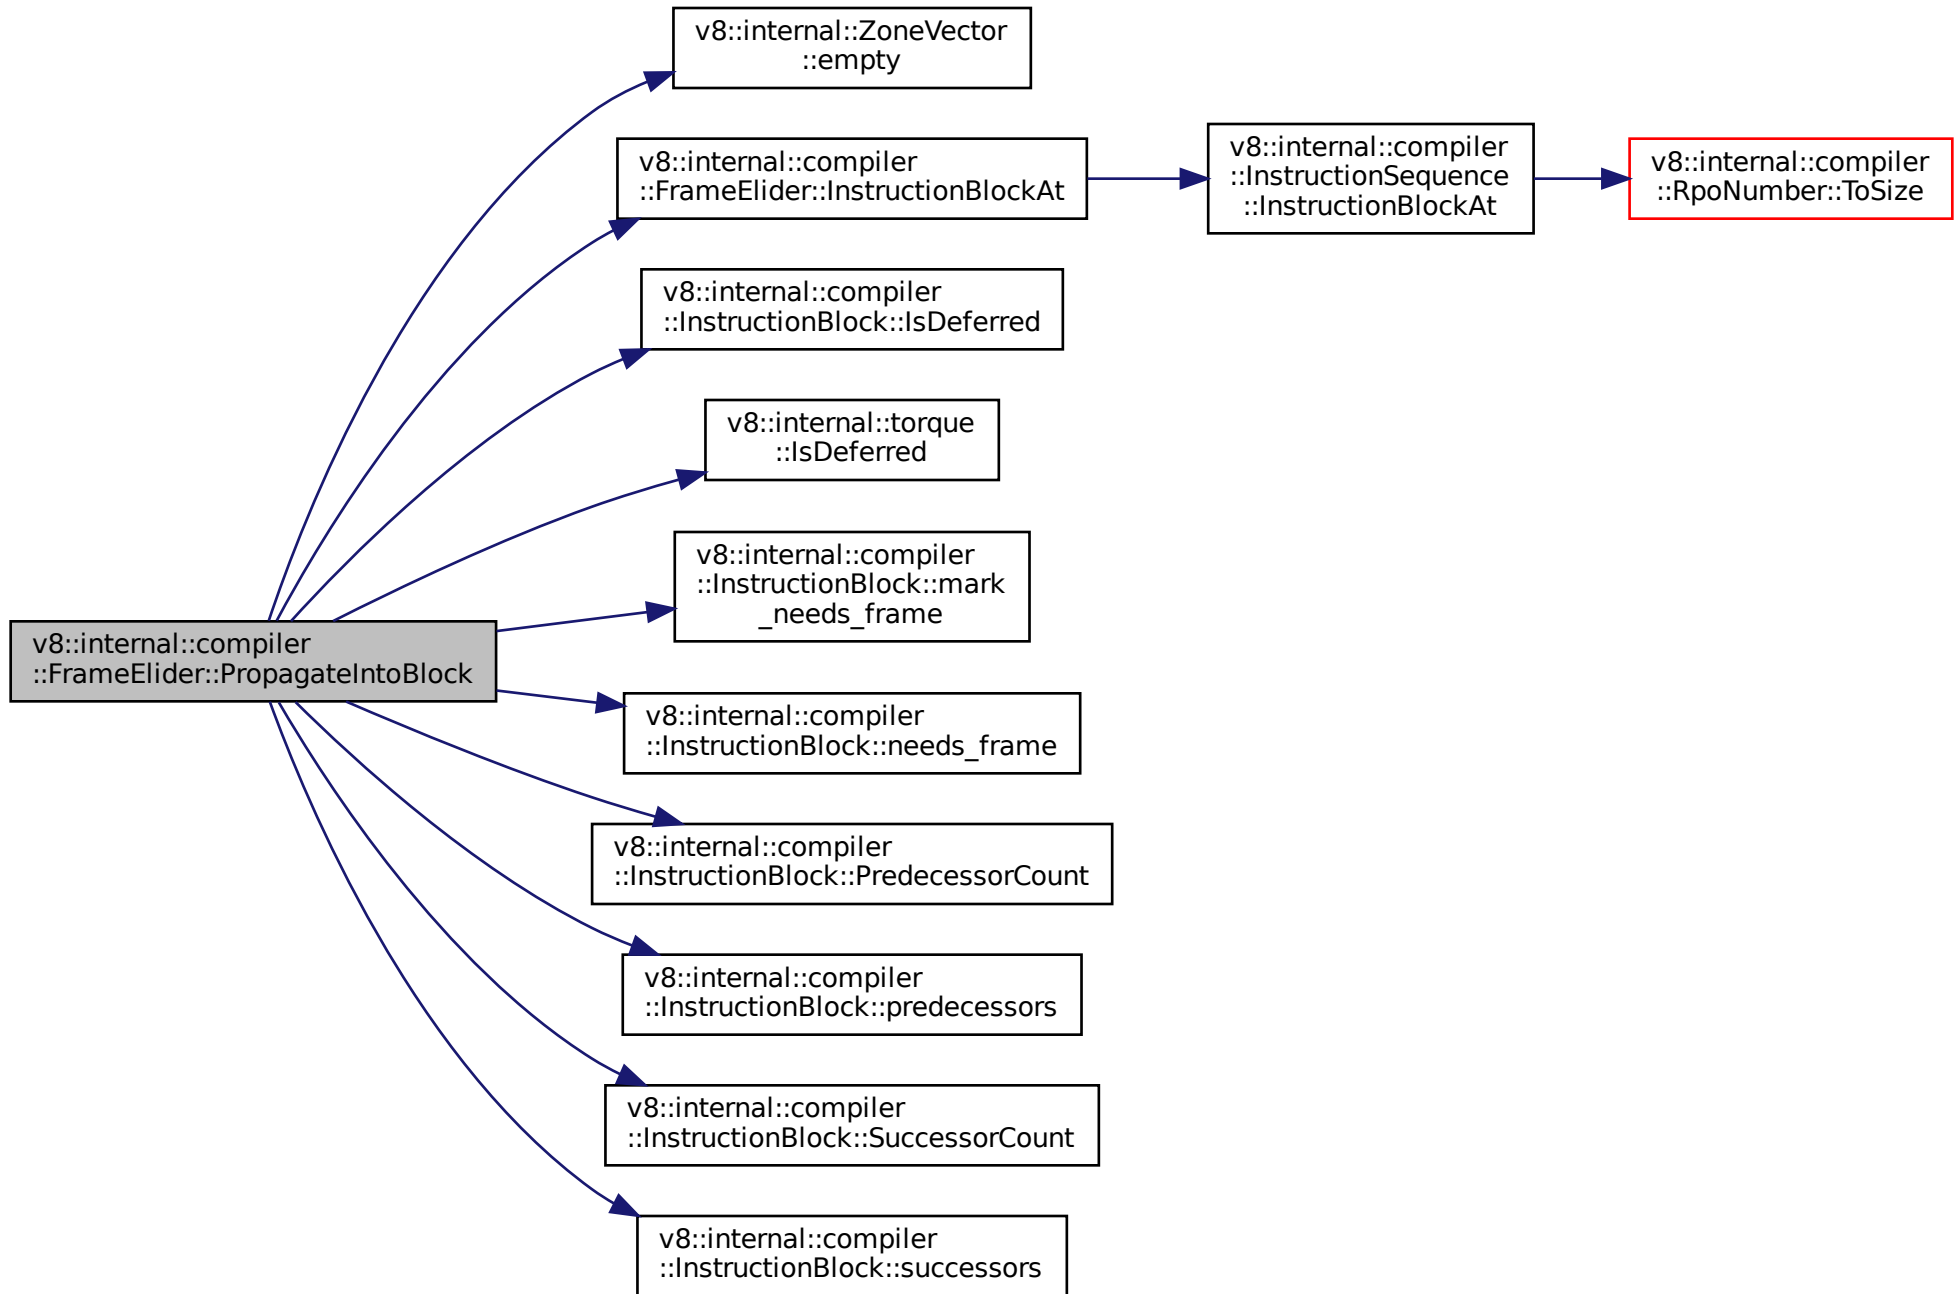 v8::internal::ZoneVector
::empty
v8::internal::compiler
::FrameElider::InstructionBlockAt
v8::internal::compiler
::InstructionSequence
::InstructionBlockAt
v8::internal::compiler
::RpoNumber::ToSize
v8::internal::compiler
::InstructionBlock::IsDeferred
v8::internal::torque
::IsDeferred
v8::internal::compiler
::InstructionBlock::mark
_needs_frame
v8::internal::compiler
::FrameElider::PropagateIntoBlock
v8::internal::compiler
::InstructionBlock::needs_frame
v8::internal::compiler
::InstructionBlock::PredecessorCount
v8::internal::compiler
::InstructionBlock::predecessors
v8::internal::compiler
::InstructionBlock::SuccessorCount
v8::internal::compiler
::InstructionBlock::successors